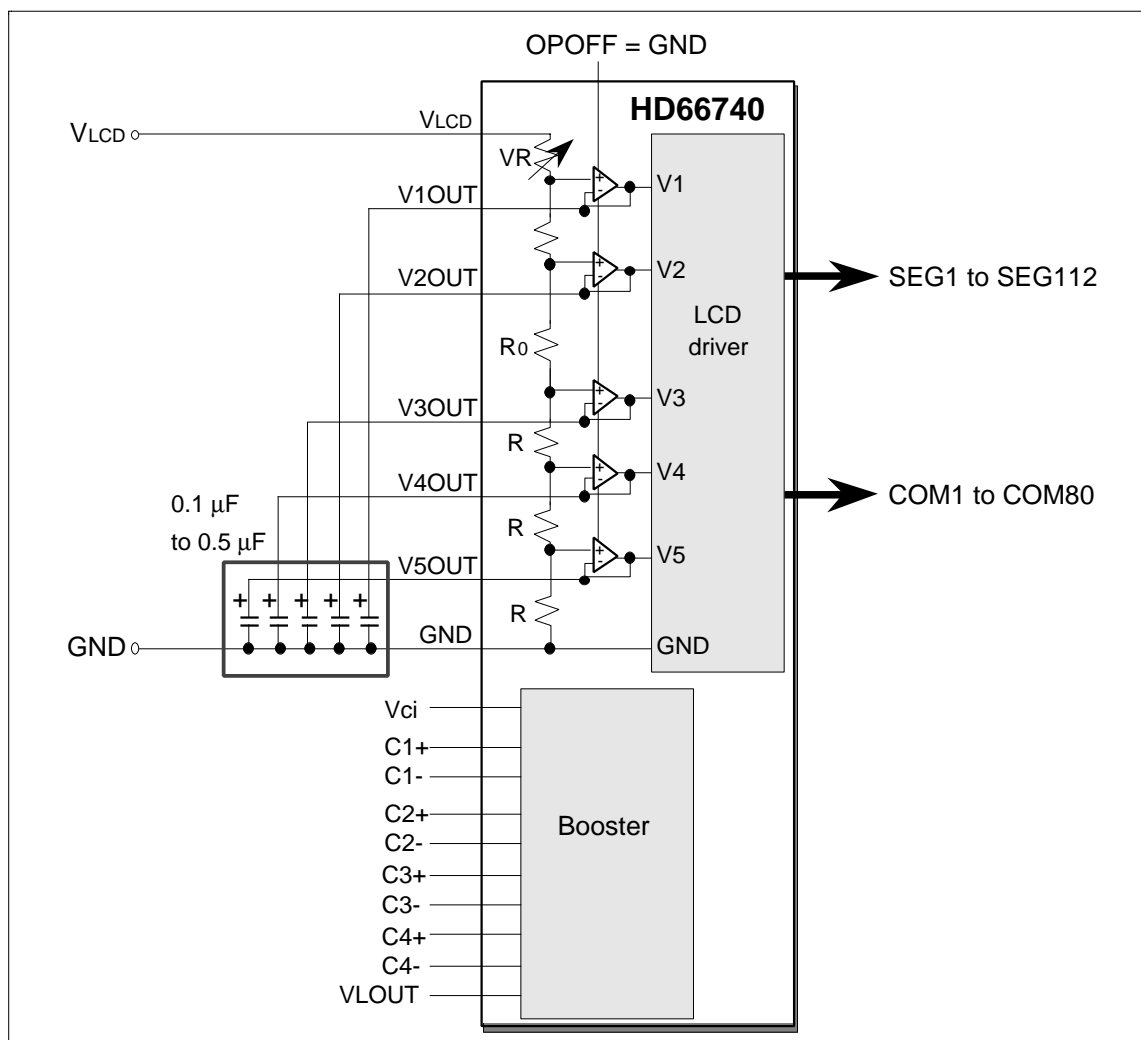 OPOFF = GND
HD66740
VLCD
VLCD
VR
+
-
V1
V1OUT
+
-
V2
V2OUT
SEG1 to SEG112
LCD
driver
R0
+
-
V3
V3OUT
R
+
-
V4
V4OUT
COM1 to COM80
0.1 µF
to 0.5 µF
R
+
-
V5
V5OUT
+ + + + +
R
GND
GND
GND
Vci
C1+
C1-
C2+
C2-
Booster
C3+
C3-
C4+
C4-
VLOUT